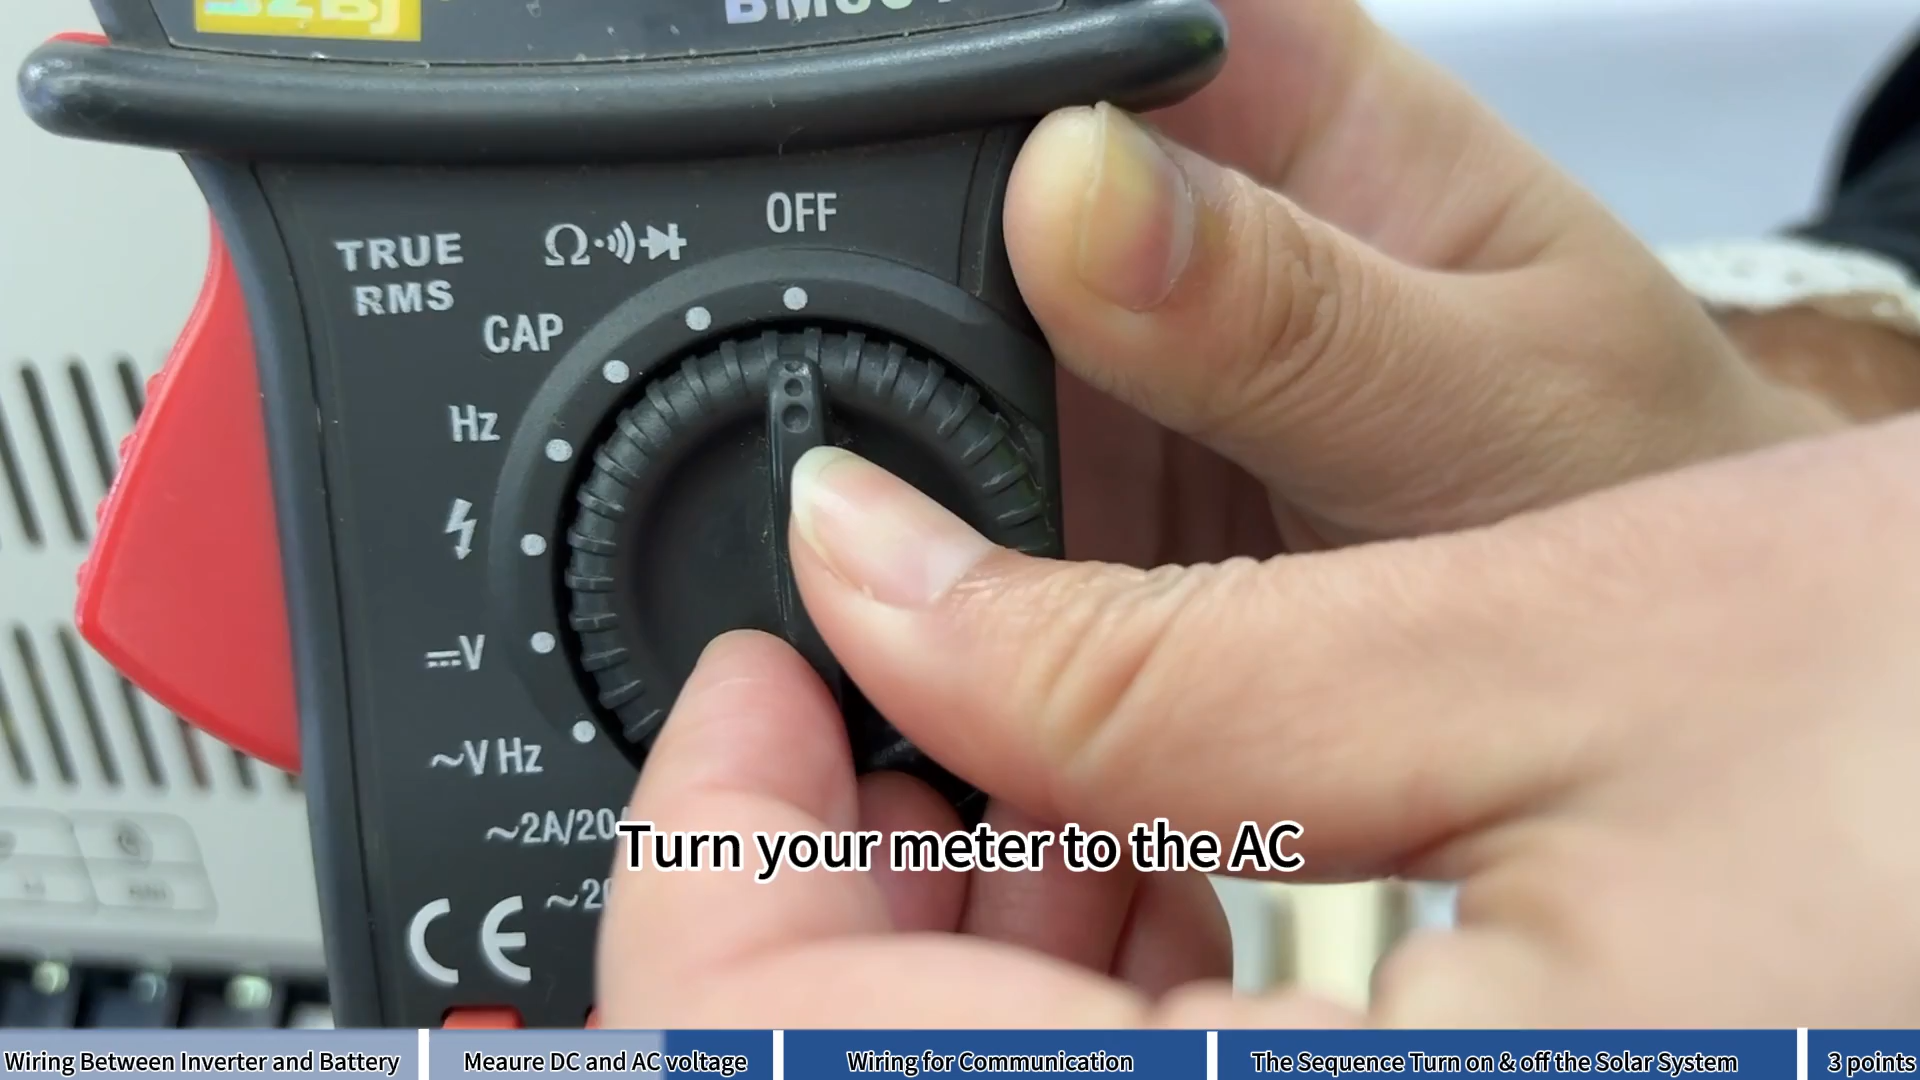 OFF
TRUE
RMS
Ω
CAP
Hz
V
~V Hz
~2A/20
~20
CE
Turn your meter to the AC
Wiring Between Inverter and Battery
Meaure DC and AC voltage
Wiring for Communication
The Sequence Turn on & off the Solar System
3 points